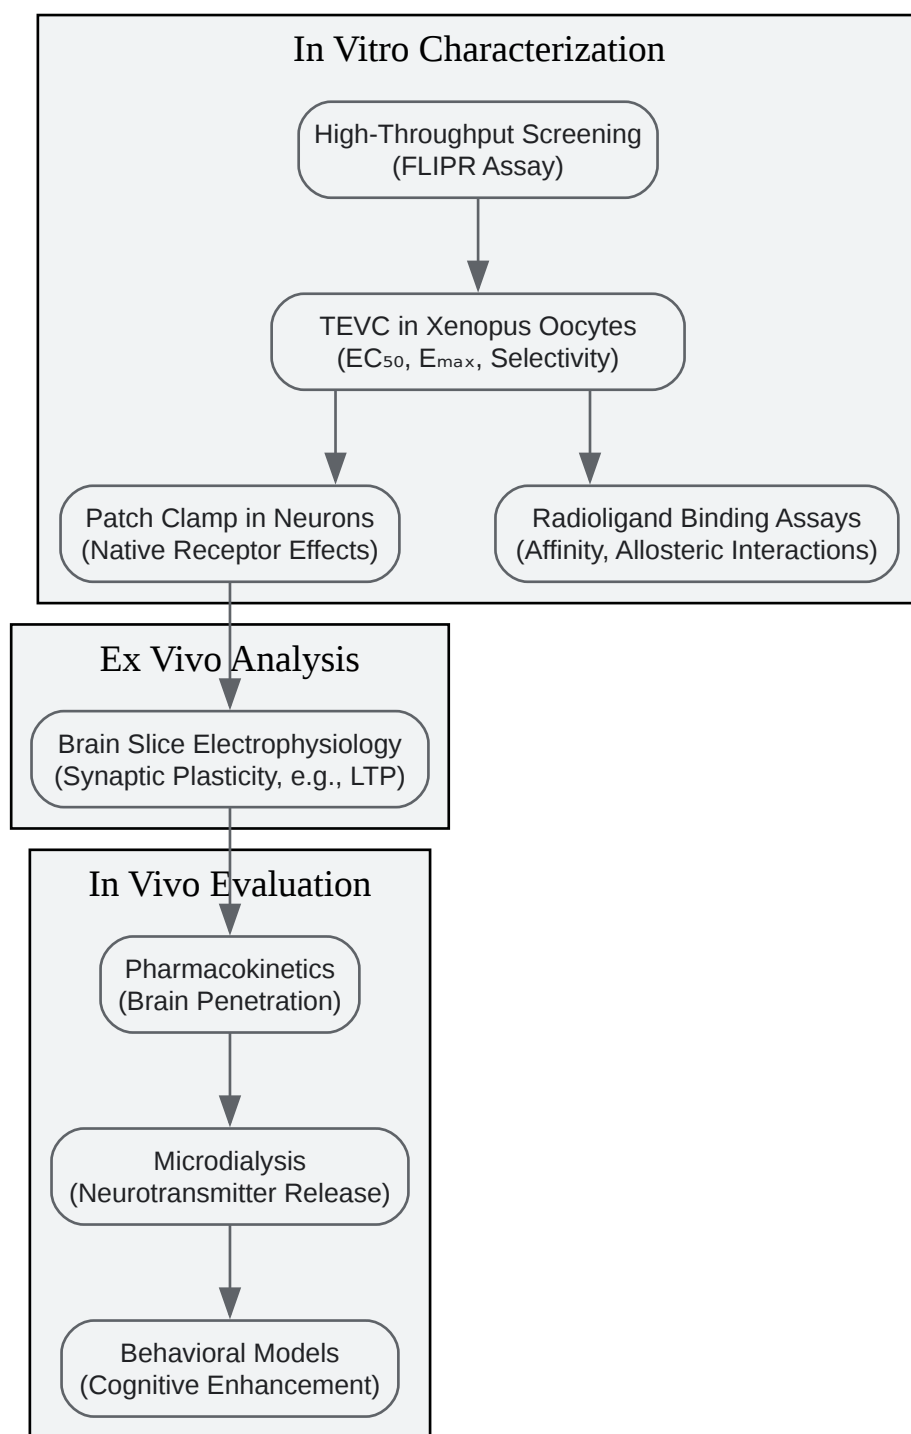 In Vitro Characterization
High-Throughput Screening
(FLIPR Assay)
TEVC in Xenopus Oocytes
(EC₅₀, Eₘₐₓ, Selectivity)
Patch Clamp in Neurons
(Native Receptor Effects)
Radioligand Binding Assays
(Affinity, Allosteric Interactions)
Ex Vivo Analysis
Brain Slice Electrophysiology
(Synaptic Plasticity, e.g., LTP)
In Vivo Evaluation
Pharmacokinetics
(Brain Penetration)
Microdialysis
(Neurotransmitter Release)
Behavioral Models
(Cognitive Enhancement)